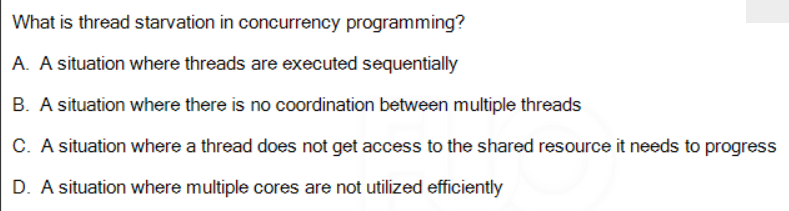 What is thread starvation in concurrency programming?
A. A situation where threads are executed sequentially
B. A situation where there is no coordination between multiple threads
C. A situation where a thread does not get access to the shared resource it needs to progress
D. A situation where multiple cores are not utilized efficiently